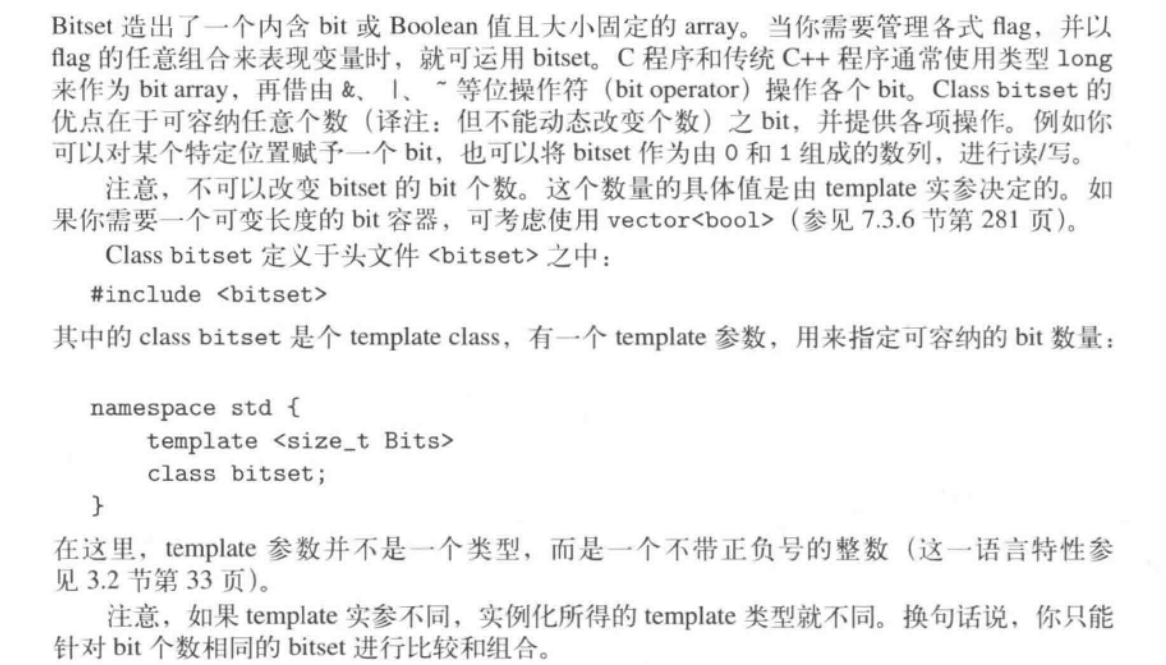 Bitset 造出了一个内含 bit 或 Boolean 值且大小固定的 array。当你需要管理各式 flag，并以
flag 的任意组合来表现变量时，就可运用 bitset。C 程序和传统 C++ 程序通常使用类型 long
来作为 bit array，再借由 &、 |、 ~ 等位操作符（bit operator）操作各个 bit。Class bitset 的
优点在于可容纳任意个数（译注：但不能动态改变个数）之 bit，并提供各项操作。例如你
可以对某个特定位置赋予一个 bit，也可以将 bitset 作为由 0 和 1 组成的数列，进行读/写。
注意，不可以改变 bitset 的 bit 个数。这个数量的具体值是由 template 实参决定的。如
果你需要一个可变长度的 bit 容器，可考虑使用 vector<bool>（参见 7.3.6 节第 281 页）。
Class bitset 定义于头文件 <bitset> 之中：
#include <bitset>
其中的 class bitset 是个 template class，有一个 template 参数，用来指定可容纳的 bit 数量：
namespace std {
template <size_t Bits>
class bitset;
}
在这里，template 参数并不是一个类型，而是一个不带正负号的整数（这一语言特性参
见 3.2 节第 33 页）。
注意，如果 template 实参不同，实例化所得的 template 类型就不同。换句话说，你只能
针对 bit 个数相同的 bitset 进行比较和组合。